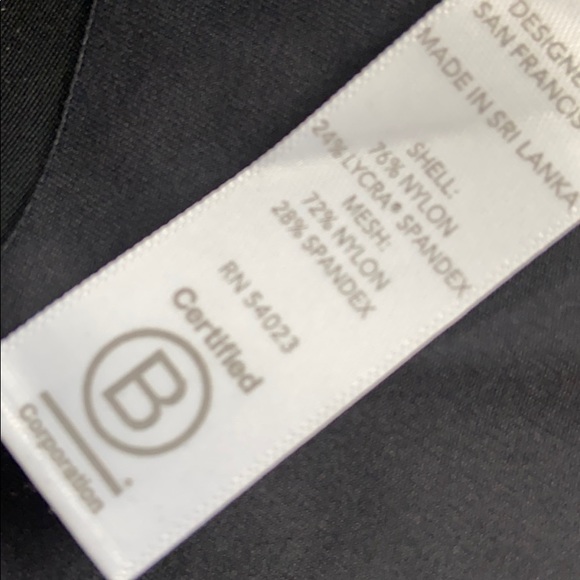 DESIGNE
SAN FRANCIS
MADE IN SRI LANKA
SHELL:
76% NYLON
24% LYCRA® SPANDEX
MESH:
72% NYLON
28% SPANDEX
RN 54023
Certified
B
Corporation